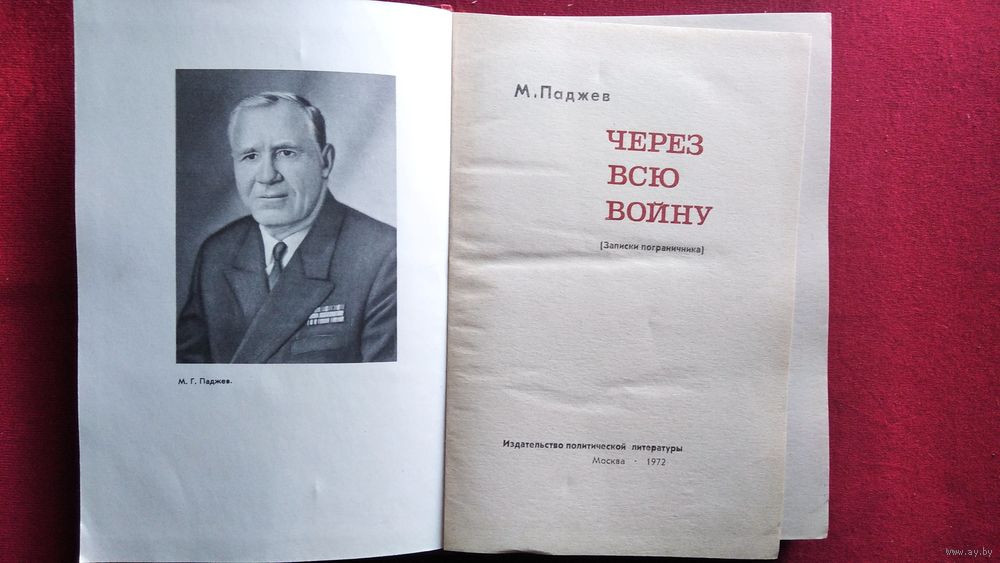 М. Г. Паджев.
М. Паджев
ЧЕРЕЗ
ВСЮ
ВОЙНУ
(Записки пограничника)
Издательство политической литературы
Москва · 1972
www.ay.by